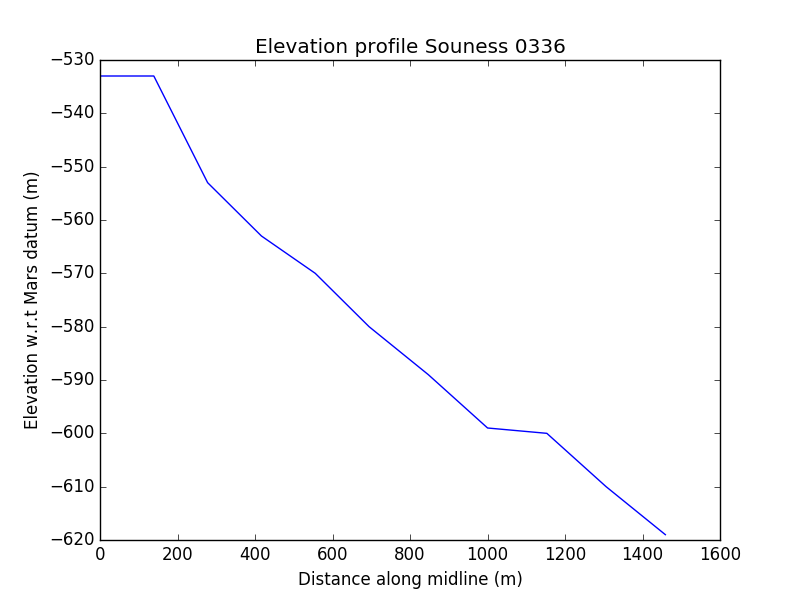 Elevation profile Souness 0336
−530
−540
−550
−560
−570
−580
−590
−600
−610
−620
Elevation w.r.t Mars datum (m)
0 200 400 600 800 1000 1200 1400 1600
Distance along midline (m)